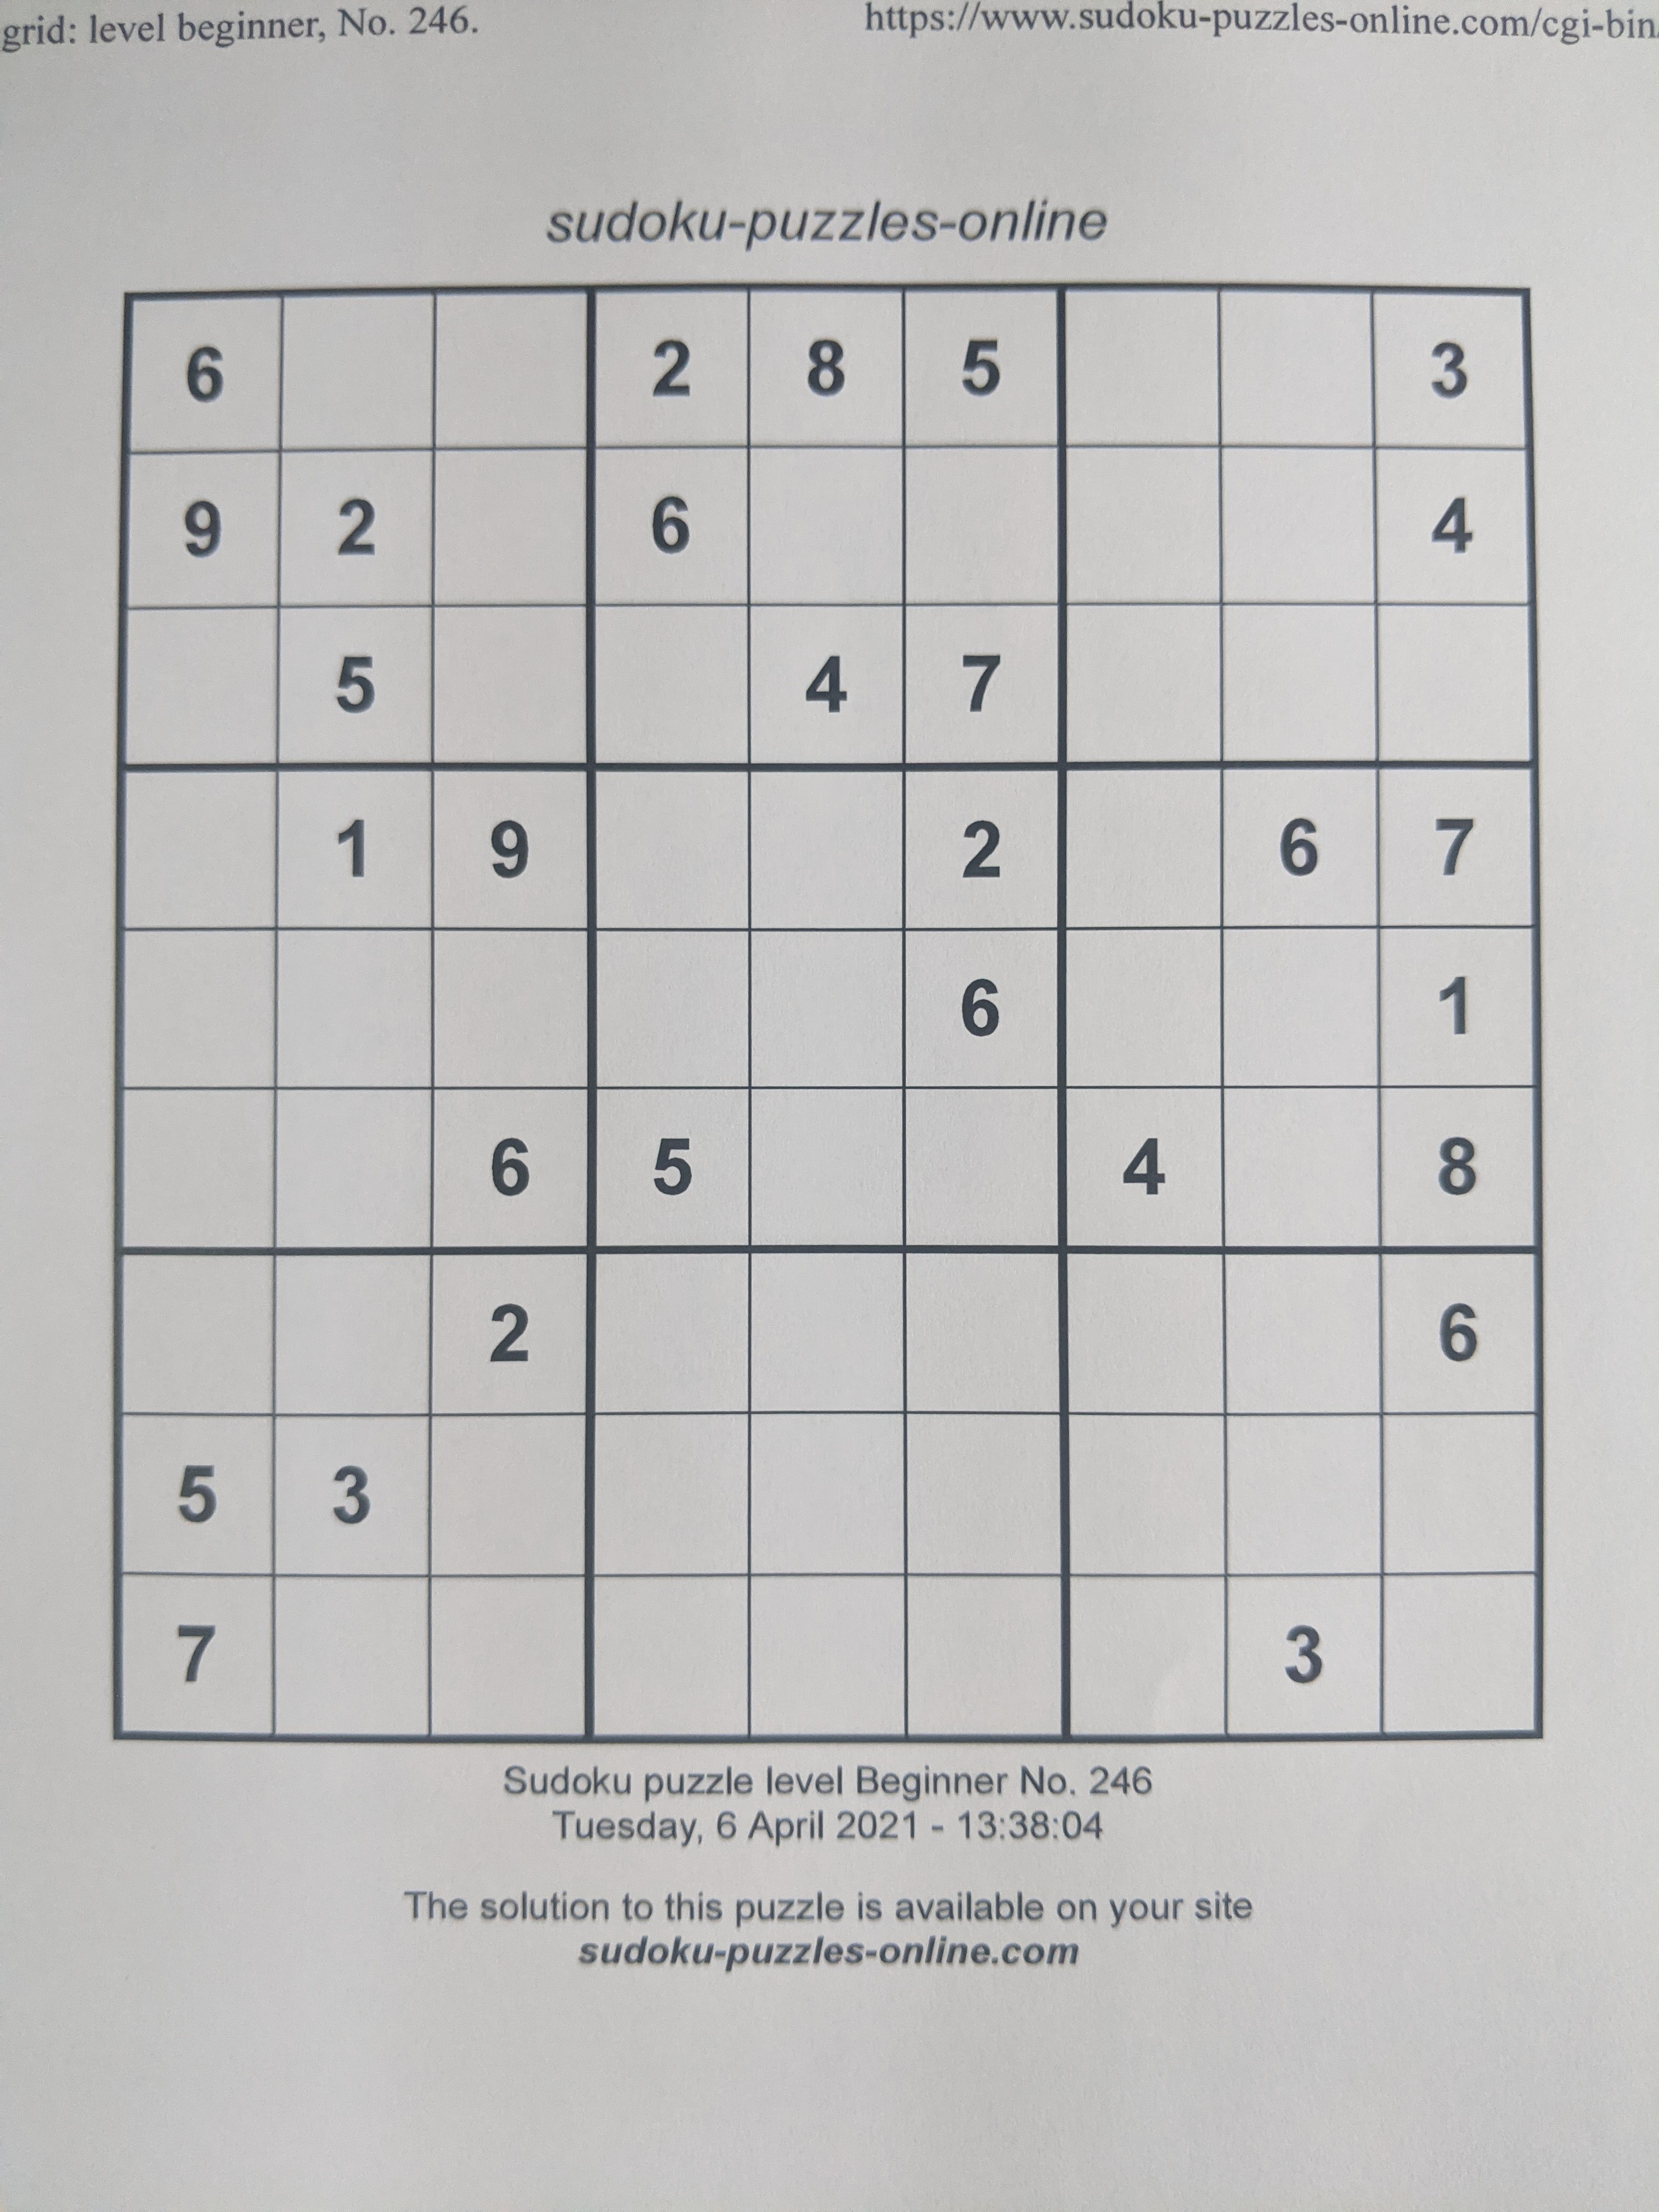 grid: level beginner, No. 246. https://www.sudoku-puzzles-online.com/cgi-bin/
sudoku-puzzles-online
6 2 8 5 3
9 2 6 4
5 4 7
1 9 2 6 7
6 1
6 5 4 8
2 6
5 3
7 3
Sudoku puzzle level Beginner No. 246
Tuesday, 6 April 2021 - 13:38:04
The solution to this puzzle is available on your site
sudoku-puzzles-online.com